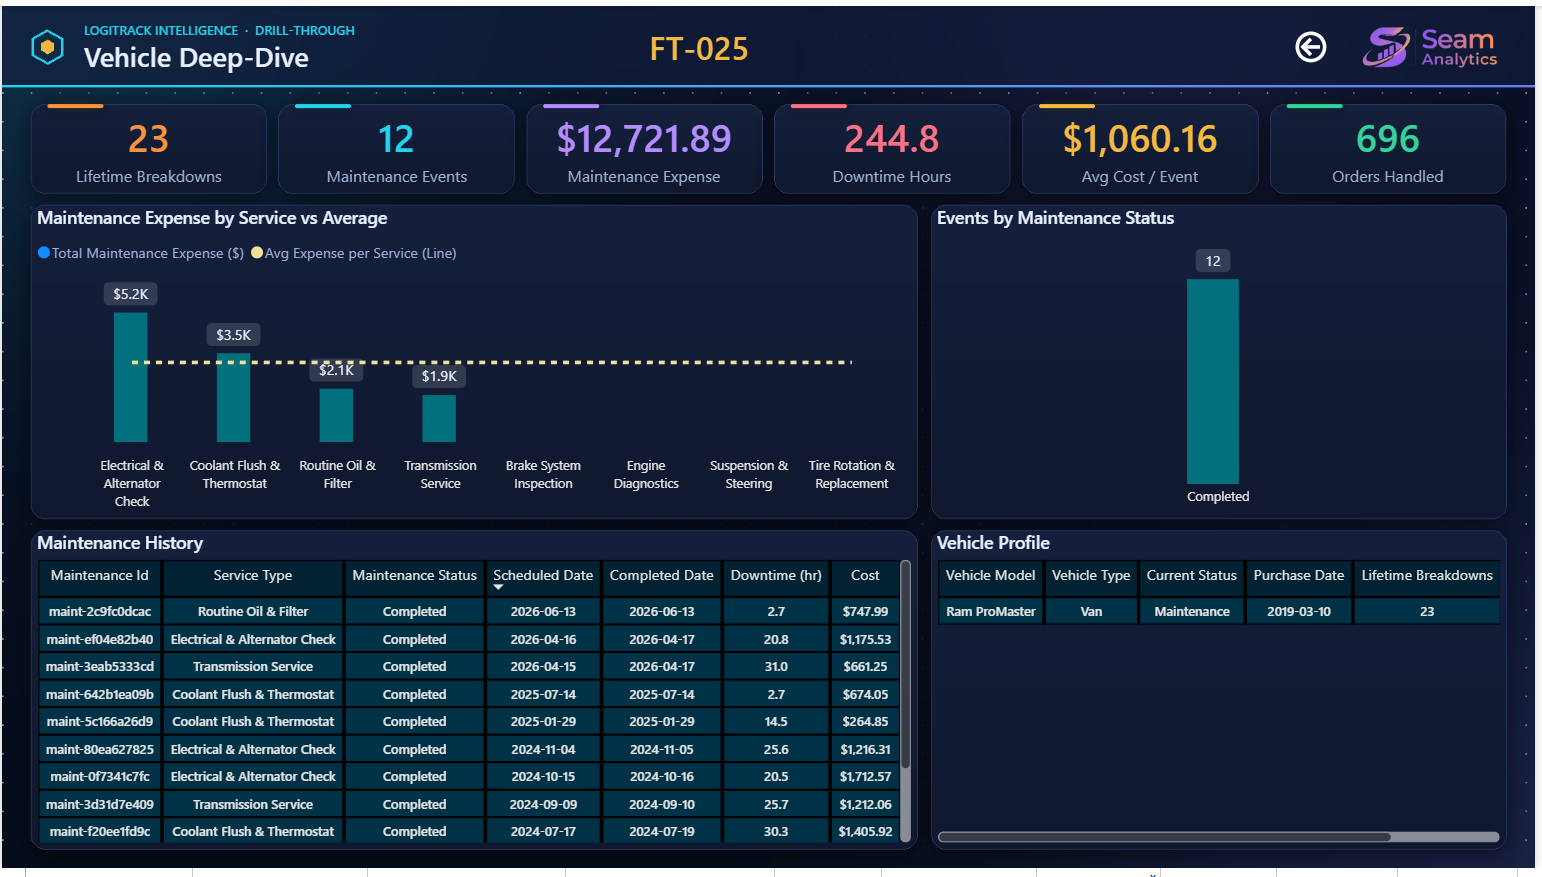 LOGITRACK INTELLIGENCE · DRILL-THROUGH
Vehicle Deep-Dive
FT-025
Seam
Analytics
23
Lifetime Breakdowns
12
Maintenance Events
$12,721.89
Maintenance Expense
244.8
Downtime Hours
$1,060.16
Avg Cost / Event
696
Orders Handled
Maintenance Expense by Service vs Average
Total Maintenance Expense ($) Avg Expense per Service (Line)
$5.2K
$3.5K
$2.1K
$1.9K
Electrical & Alternator Check
Coolant Flush & Thermostat
Routine Oil & Filter
Transmission Service
Brake System Inspection
Engine Diagnostics
Suspension & Steering
Tire Rotation & Replacement
Events by Maintenance Status
12
Completed
Maintenance History
Maintenance Id Service Type Maintenance Status Scheduled Date Completed Date Downtime (hr) Cost
maint-2c9fc0dcac Routine Oil & Filter Completed 2026-06-13 2026-06-13 2.7 $747.99
maint-ef04e82b40 Electrical & Alternator Check Completed 2026-04-16 2026-04-17 20.8 $1,175.53
maint-3eab5333cd Transmission Service Completed 2026-04-15 2026-04-17 31.0 $661.25
maint-642b1ea09b Coolant Flush & Thermostat Completed 2025-07-14 2025-07-14 2.7 $674.05
maint-5c166a26d9 Coolant Flush & Thermostat Completed 2025-01-29 2025-01-29 14.5 $264.85
maint-80ea627825 Electrical & Alternator Check Completed 2024-11-04 2024-11-05 25.6 $1,216.31
maint-0f7341c7fc Electrical & Alternator Check Completed 2024-10-15 2024-10-16 20.5 $1,712.57
maint-3d31d7e409 Transmission Service Completed 2024-09-09 2024-09-10 25.7 $1,212.06
maint-f20ee1fd9c Coolant Flush & Thermostat Completed 2024-07-17 2024-07-19 30.3 $1,405.92
Vehicle Profile
Vehicle Model Vehicle Type Current Status Purchase Date Lifetime Breakdowns
Ram ProMaster Van Maintenance 2019-03-10 23